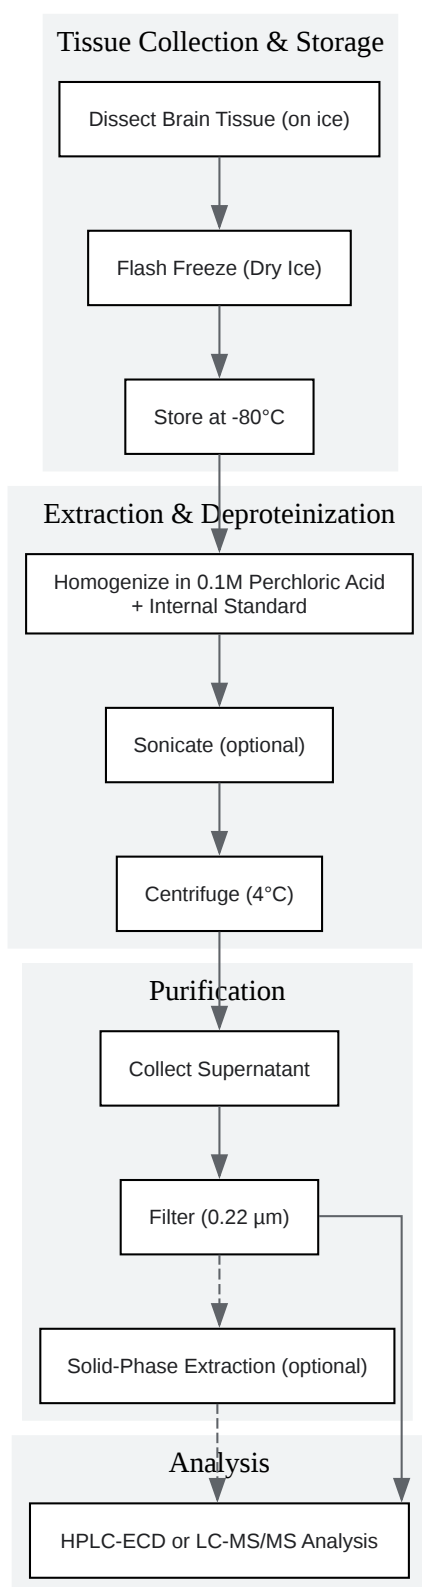 Tissue Collection & Storage
Dissect Brain Tissue (on ice)
Flash Freeze (Dry Ice)
Store at -80°C
Extraction & Deproteinization
Homogenize in 0.1M Perchloric Acid
+ Internal Standard
Sonicate (optional)
Centrifuge (4°C)
Purification
Collect Supernatant
Filter (0.22 µm)
Solid-Phase Extraction (optional)
Analysis
HPLC-ECD or LC-MS/MS Analysis